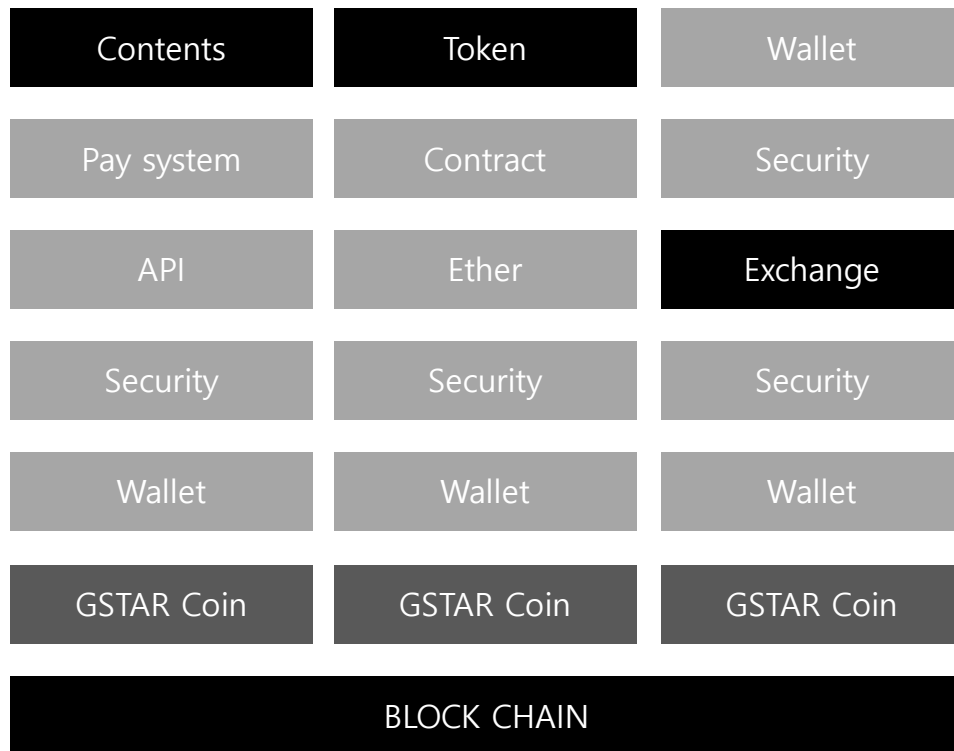 Contents Token Wallet
Pay system Contract Security
API Ether Exchange
Security Security Security
Wallet Wallet Wallet
GSTAR Coin GSTAR Coin GSTAR Coin
BLOCK CHAIN